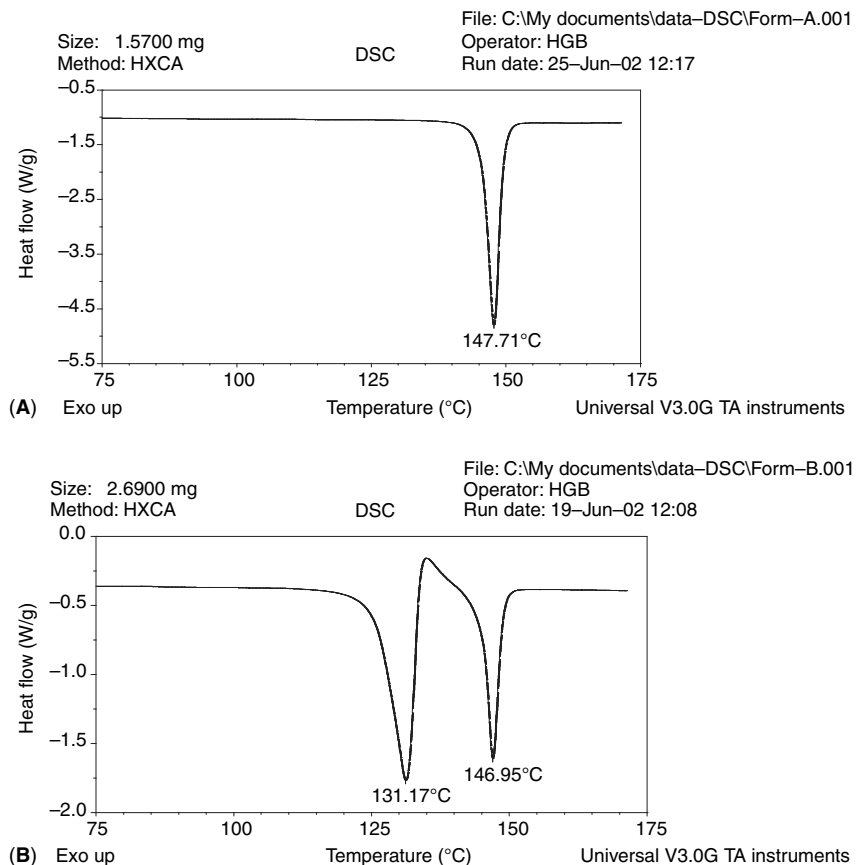 File: C:\My documents\data–DSC\Form–A.001
Size: 1.5700 mg DSC Operator: HGB
Method: HXCA Run date: 25–Jun–02 12:17
–0.5
–1.5
–2.5
–3.5
–4.5
–5.5
Heat flow (W/g)
147.71°C
75 100 125 150 175
(A) Exo up Temperature (°C) Universal V3.0G TA instruments
File: C:\My documents\data–DSC\Form–B.001
Size: 2.6900 mg Operator: HGB
Method: HXCA DSC Run date: 19–Jun–02 12:08
0.0
–0.5
–1.0
–1.5
–2.0
Heat flow (W/g)
146.95°C
131.17°C
75 100 125 150 175
(B) Exo up Temperature (°C) Universal V3.0G TA instruments